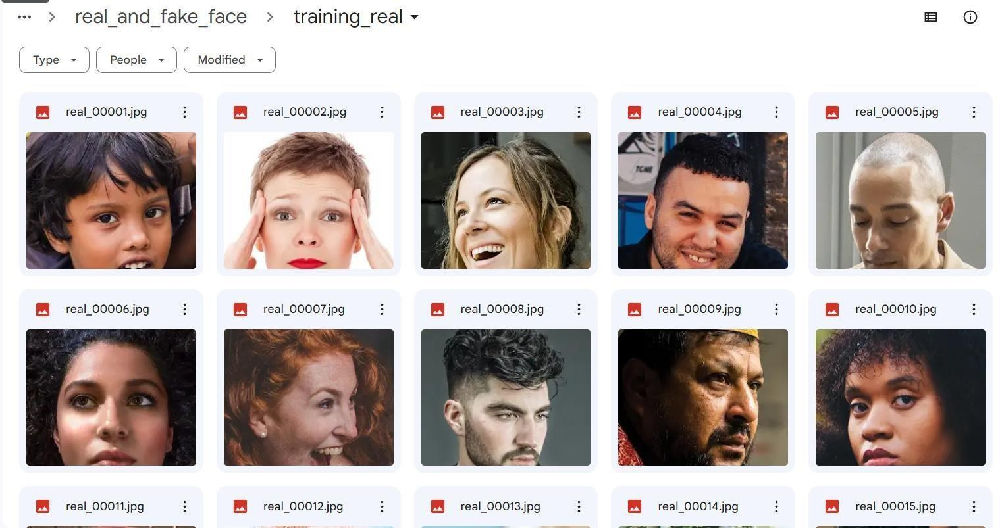 real_and_fake_face
training_real
Type
People
Modified
real_00001.jpg
real_00002.jpg
real_00003.jpg
real_00004.jpg
real_00005.jpg
TGNE
real_00006.jpg
real_00007.jpg
real_00008.jpg
real_00009.jpg
real_00010.jpg
real_00011.jpg
real_00012.jpg
real_00013.jpg
real_00014.jpg
real_00015.jpg